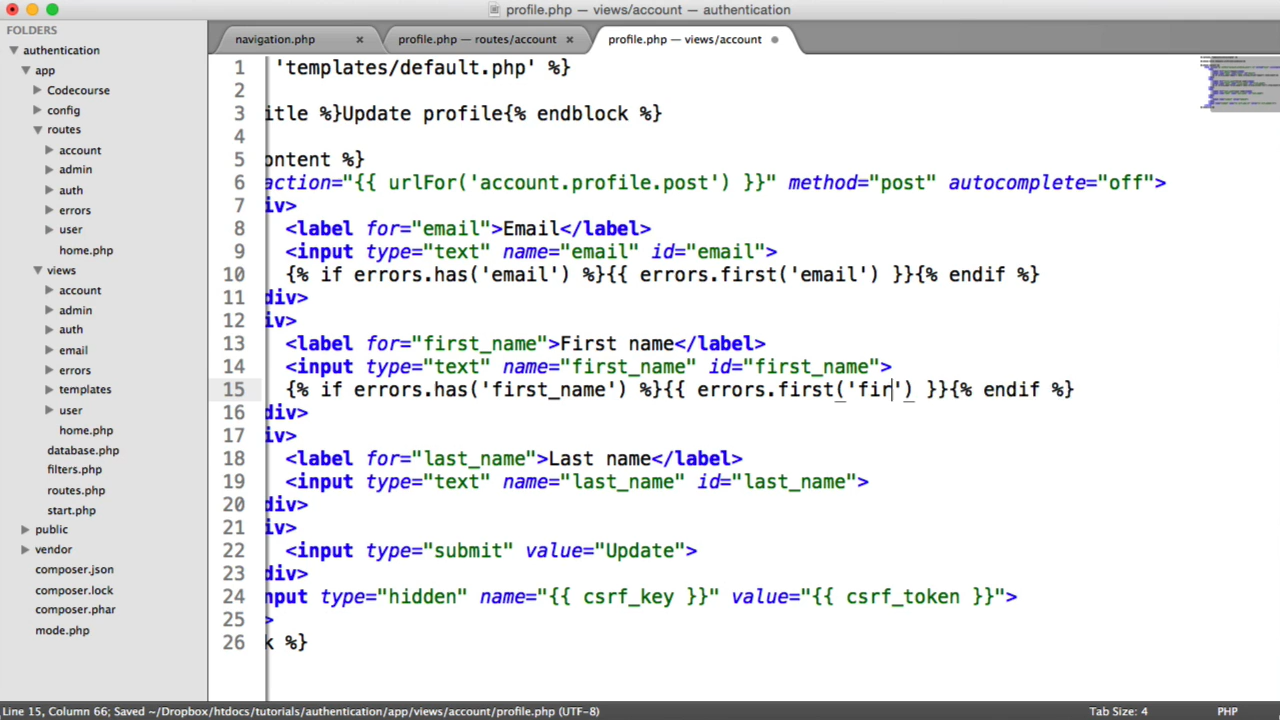 profile.php — views/account — authentication
FOLDERS
authentication
app
Codecourse
config
routes
account
admin
auth
errors
user
home.php
views
account
admin
auth
email
errors
templates
user
home.php
database.php
filters.php
routes.php
start.php
public
vendor
composer.json
composer.lock
composer.phar
mode.php
navigation.php × profile.php — routes/account × profile.php — views/account
1 'templates/default.php' %}
2
3 itle %}Update profile{% endblock %}
4
5 ontent %}
6 action="{{ urlFor('account.profile.post') }}" method="post" autocomplete="off">
7 iv>
8 <label for="email">Email</label>
9 <input type="text" name="email" id="email">
10 {% if errors.has('email') %}{{ errors.first('email') }}{% endif %}
11 div>
12 iv>
13 <label for="first_name">First name</label>
14 <input type="text" name="first_name" id="first_name">
15 {% if errors.has('first_name') %}{{ errors.first('fir') }}{% endif %}
16 div>
17 iv>
18 <label for="last_name">Last name</label>
19 <input type="text" name="last_name" id="last_name">
20 div>
21 iv>
22 <input type="submit" value="Update">
23 div>
24 nput type="hidden" name="{{ csrf_key }}" value="{{ csrf_token }}">
25 >
26 k %}
Line 15, Column 66; Saved ~/Dropbox/htdocs/tutorials/authentication/app/views/account/profile.php (UTF-8) Tab Size: 4 PHP